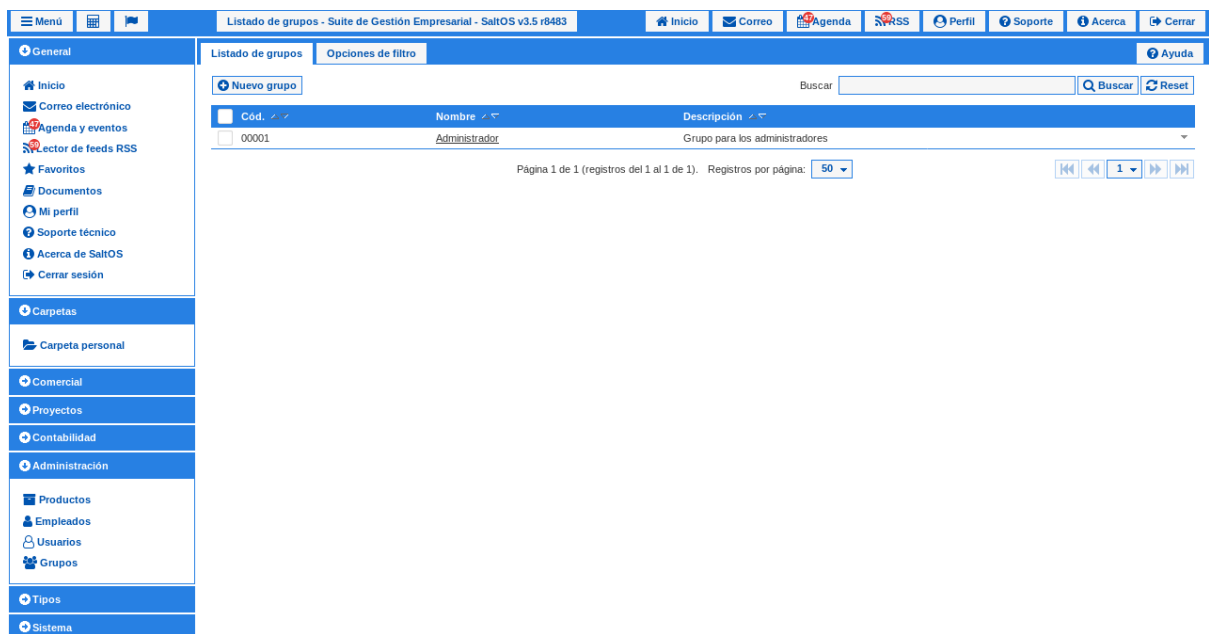 Menú
Listado de grupos - Suite de Gestión Empresarial - SaltOS v3.5 r8483
Inicio
Correo
47
Agenda
59
RSS
Perfil
Soporte
Acerca
Cerrar
General
Inicio
Correo electrónico
47
Agenda y eventos
59
Lector de feeds RSS
Favoritos
Documentos
Mi perfil
Soporte técnico
Acerca de SaltOS
Cerrar sesión
Carpetas
Carpeta personal
Comercial
Proyectos
Contabilidad
Administración
Productos
Empleados
Usuarios
Grupos
Tipos
Sistema
Listado de grupos
Opciones de filtro
Ayuda
Nuevo grupo
Buscar
Buscar
Reset
Cód. Nombre Descripción
00001 Administrador Grupo para los administradores
Página 1 de 1 (registros del 1 al 1 de 1). Registros por página: 50
1